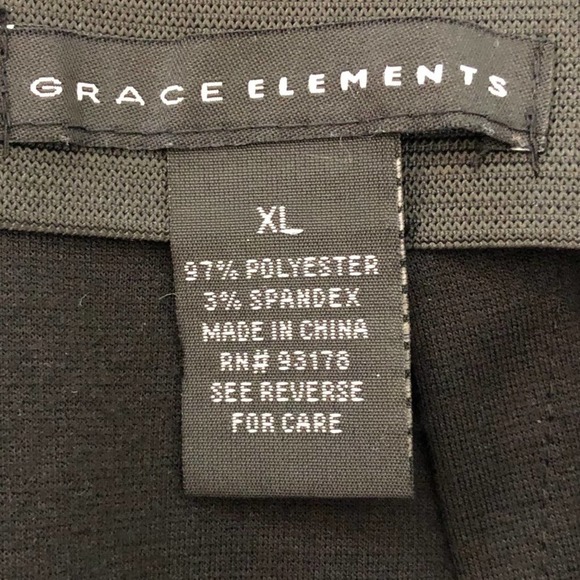 GRACE ELEMENTS
XL
97% POLYESTER
3% SPANDEX
MADE IN CHINA
RN# 93178
SEE REVERSE
FOR CARE